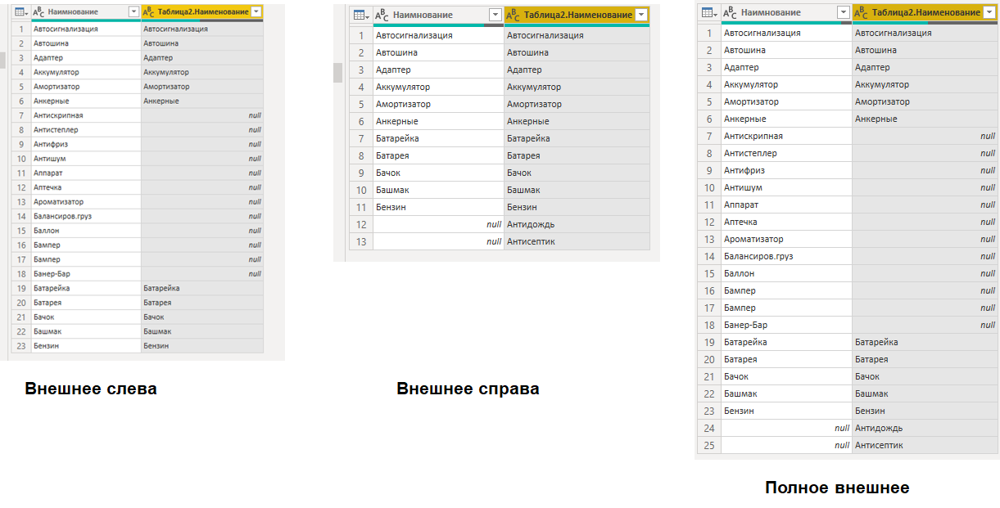 Наимнование Таблица2.Наименование
1 Автосигнализация Автосигнализация
2 Автошина Автошина
3 Адаптер Адаптер
4 Аккумулятор Аккумулятор
5 Амортизатор Амортизатор
6 Анкерные Анкерные
7 Антискрипная null
8 Антистеплер null
9 Антифриз null
10 Антишум null
11 Аппарат null
12 Аптечка null
13 Ароматизатор null
14 Балансиров.груз null
15 Баллон null
16 Бампер null
17 Бампер null
18 Банер-Бар null
19 Батарейка Батарейка
20 Батарея Батарея
21 Бачок Бачок
22 Башмак Башмак
23 Бензин Бензин
Внешнее слева
Наимнование Таблица2.Наименование
1 Автосигнализация Автосигнализация
2 Автошина Автошина
3 Адаптер Адаптер
4 Аккумулятор Аккумулятор
5 Амортизатор Амортизатор
6 Анкерные Анкерные
7 Батарейка Батарейка
8 Батарея Батарея
9 Бачок Бачок
10 Башмак Башмак
11 Бензин Бензин
12 null Антидождь
13 null Антисептик
Внешнее справа
Наимнование Таблица2.Наименование
1 Автосигнализация Автосигнализация
2 Автошина Автошина
3 Адаптер Адаптер
4 Аккумулятор Аккумулятор
5 Амортизатор Амортизатор
6 Анкерные Анкерные
7 Антискрипная null
8 Антистеплер null
9 Антифриз null
10 Антишум null
11 Аппарат null
12 Аптечка null
13 Ароматизатор null
14 Балансиров.груз null
15 Баллон null
16 Бампер null
17 Бампер null
18 Банер-Бар null
19 Батарейка Батарейка
20 Батарея Батарея
21 Бачок Бачок
22 Башмак Башмак
23 Бензин Бензин
24 null Антидождь
25 null Антисептик
Полное внешнее